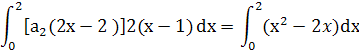 ∫₀² [a₂(2x − 2 )]2(x − 1) dx = ∫₀² (x² − 2x)dx